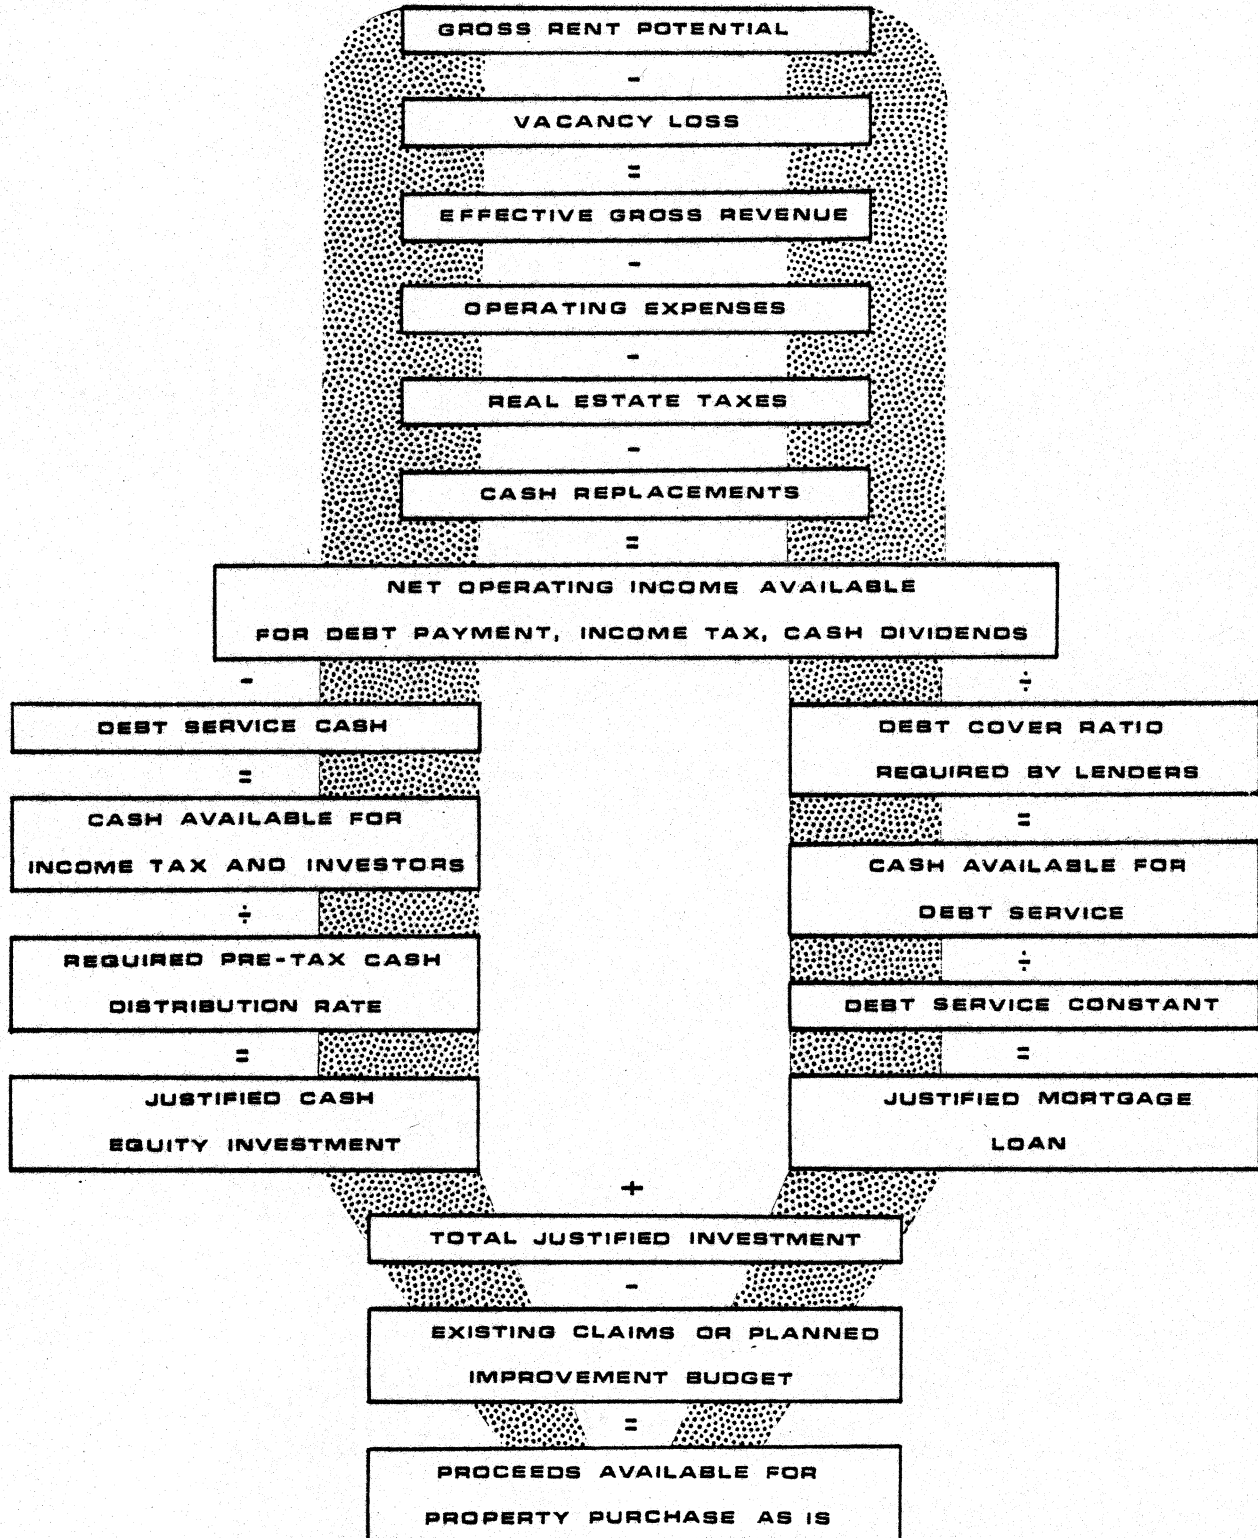 GROSS RENT POTENTIAL
-
VACANCY LOSS
=
EFFECTIVE GROSS REVENUE
-
OPERATING EXPENSES
-
REAL ESTATE TAXES
-
CASH REPLACEMENTS
=
NET OPERATING INCOME AVAILABLE
FOR DEBT PAYMENT, INCOME TAX, CASH DIVIDENDS
-
DEBT SERVICE CASH
=
CASH AVAILABLE FOR
INCOME TAX AND INVESTORS
÷
REQUIRED PRE-TAX CASH
DISTRIBUTION RATE
=
JUSTIFIED CASH
EQUITY INVESTMENT
÷
DEBT COVER RATIO
REQUIRED BY LENDERS
=
CASH AVAILABLE FOR
DEBT SERVICE
÷
DEBT SERVICE CONSTANT
=
JUSTIFIED MORTGAGE
LOAN
+
TOTAL JUSTIFIED INVESTMENT
-
EXISTING CLAIMS OR PLANNED
IMPROVEMENT BUDGET
=
PROCEEDS AVAILABLE FOR
PROPERTY PURCHASE AS IS